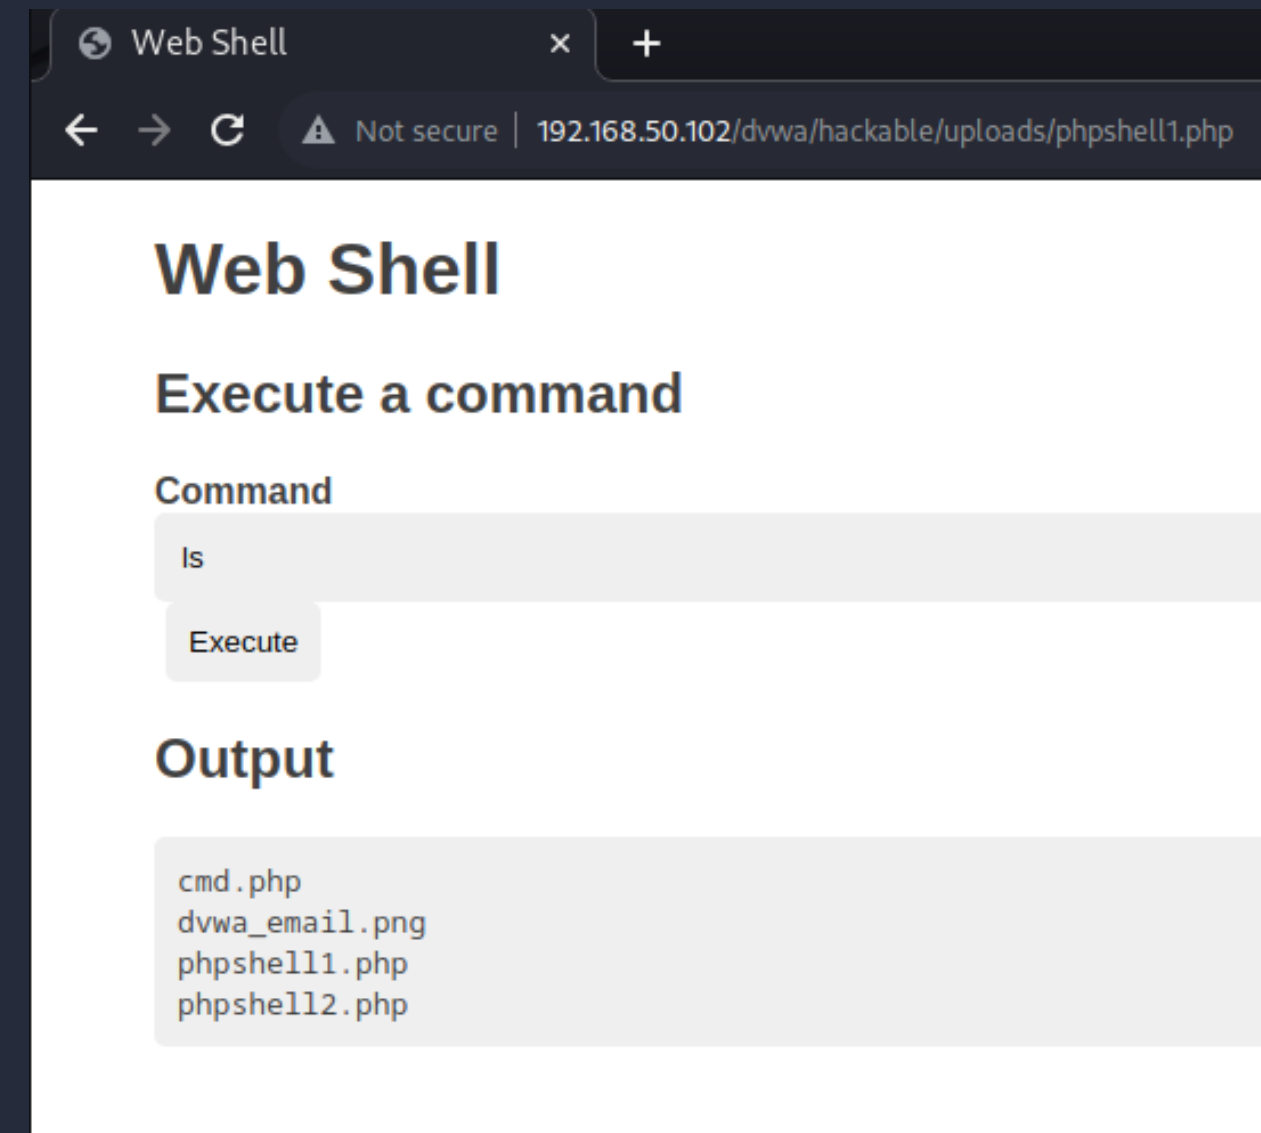 Web Shell
Not secure 192.168.50.102/dvwa/hackable/uploads/phpshell1.php
Web Shell
Execute a command
Command
ls
Execute
Output
cmd.php
dvwa_email.png
phpshell1.php
phpshell2.php